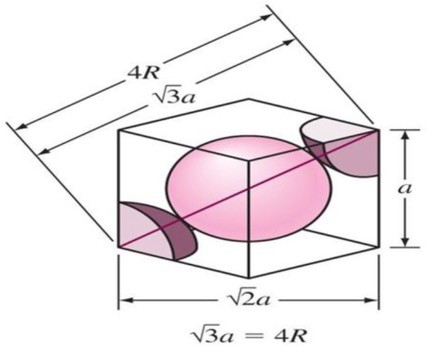 4R
√3a
a
√2a
√3a = 4R